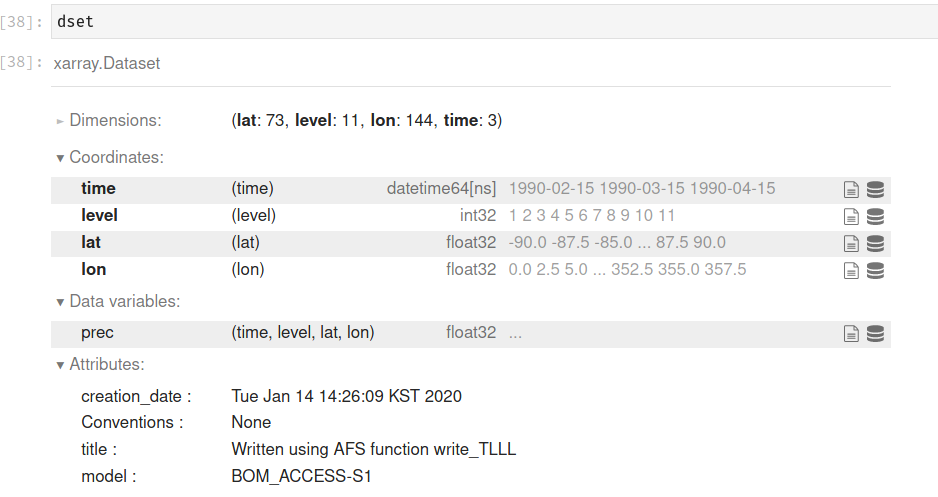 [38]: dset
[38]: xarray.Dataset
► Dimensions: (lat: 73, level: 11, lon: 144, time: 3)
▼ Coordinates:
time (time) datetime64[ns] 1990-02-15 1990-03-15 1990-04-15
level (level) int32 1 2 3 4 5 6 7 8 9 10 11
lat (lat) float32 -90.0 -87.5 -85.0 ... 87.5 90.0
lon (lon) float32 0.0 2.5 5.0 ... 352.5 355.0 357.5
▼ Data variables:
prec (time, level, lat, lon) float32 ...
▼ Attributes:
creation_date : Tue Jan 14 14:26:09 KST 2020
Conventions : None
title : Written using AFS function write_TLLL
model : BOM_ACCESS-S1